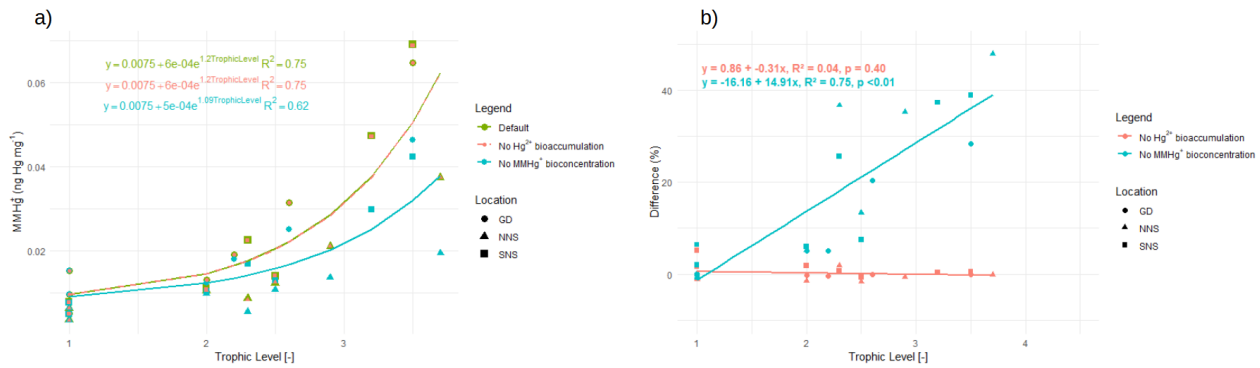 a)
y = 0.0075 + 6e-04e^1.2TrophicLevel R² = 0.75
y = 0.0075 + 6e-04e^1.2TrophicLevel R² = 0.75
y = 0.0075 + 5e-04e^1.09TrophicLevel R² = 0.62
0.06
0.04
0.02
MMHg⁺ (ng Hg mg⁻¹)
1 2 3
Trophic Level [-]
Legend
Default
No Hg²⁺ bioaccumulation
No MMHg⁺ bioconcentration
Location
GD
NNS
SNS
b)
y = 0.86 + -0.31x, R² = 0.04, p = 0.40
y = -16.16 + 14.91x, R² = 0.75, p <0.01
40
20
0
Difference (%)
1 2 3 4
Trophic Level [-]
Legend
No Hg²⁺ bioaccumulation
No MMHg⁺ bioconcentration
Location
GD
NNS
SNS